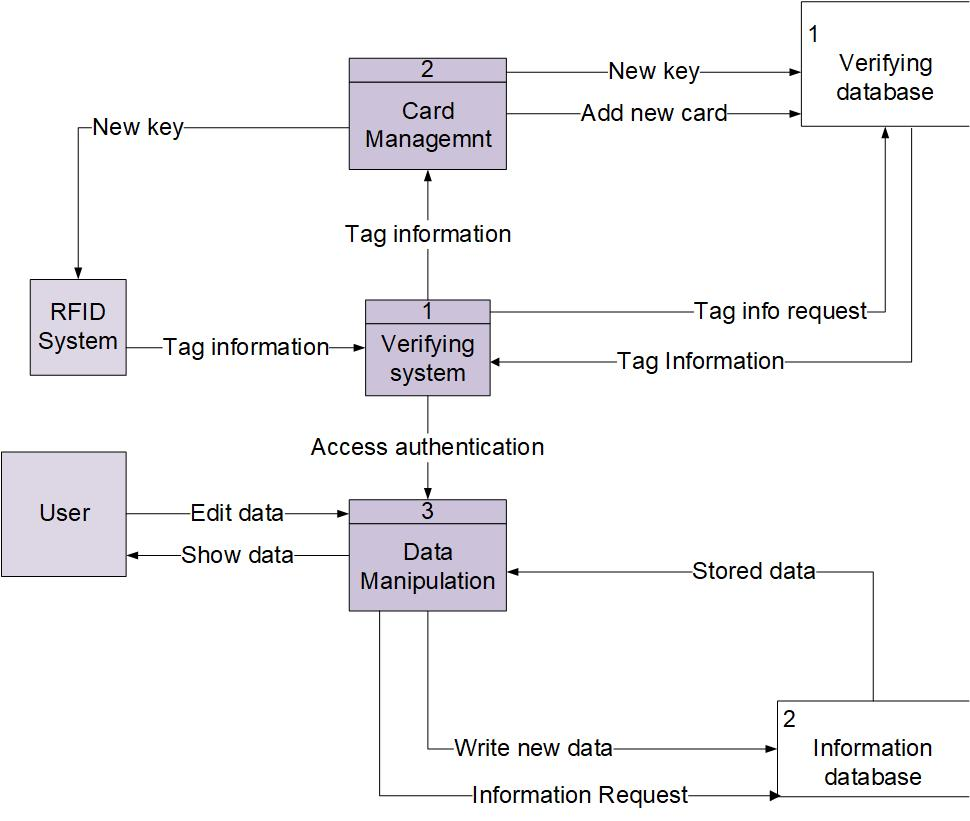 1
Verifying
database
2
Card
Managemnt
New key
Add new card
New key
Tag information
RFID
System
Tag information
1
Verifying
system
Tag info request
Tag Information
Access authentication
User
Edit data
Show data
3
Data
Manipulation
Stored data
2
Information
database
Write new data
Information Request